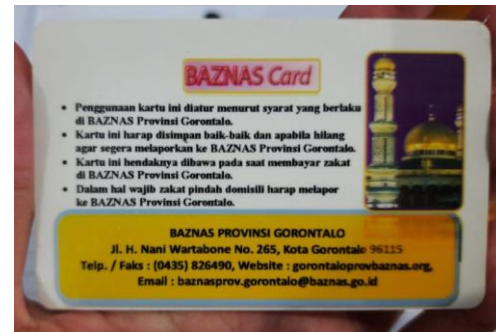 BAZNAS Card
• Penggunaan kartu ini diatur menurut syarat yang berlaku
di BAZNAS Provinsi Gorontalo.
• Kartu ini harap disimpan baik-baik dan apabila hilang
agar segera melaporkan ke BAZNAS Provinsi Gorontalo.
• Kartu ini hendaknya dibawa pada saat membayar zakat
di BAZNAS Provinsi Gorontalo.
• Dalam hal wajib zakat pindah domisili harap melapor
ke BAZNAS Provinsi Gorontalo.
BAZNAS PROVINSI GORONTALO
Jl. H. Nani Wartabone No. 265, Kota Gorontalo 96115
Telp. / Faks : (0435) 826490, Website : gorontaloprovbaznas.org,
Email : baznasprov.gorontalo@baznas.go.id